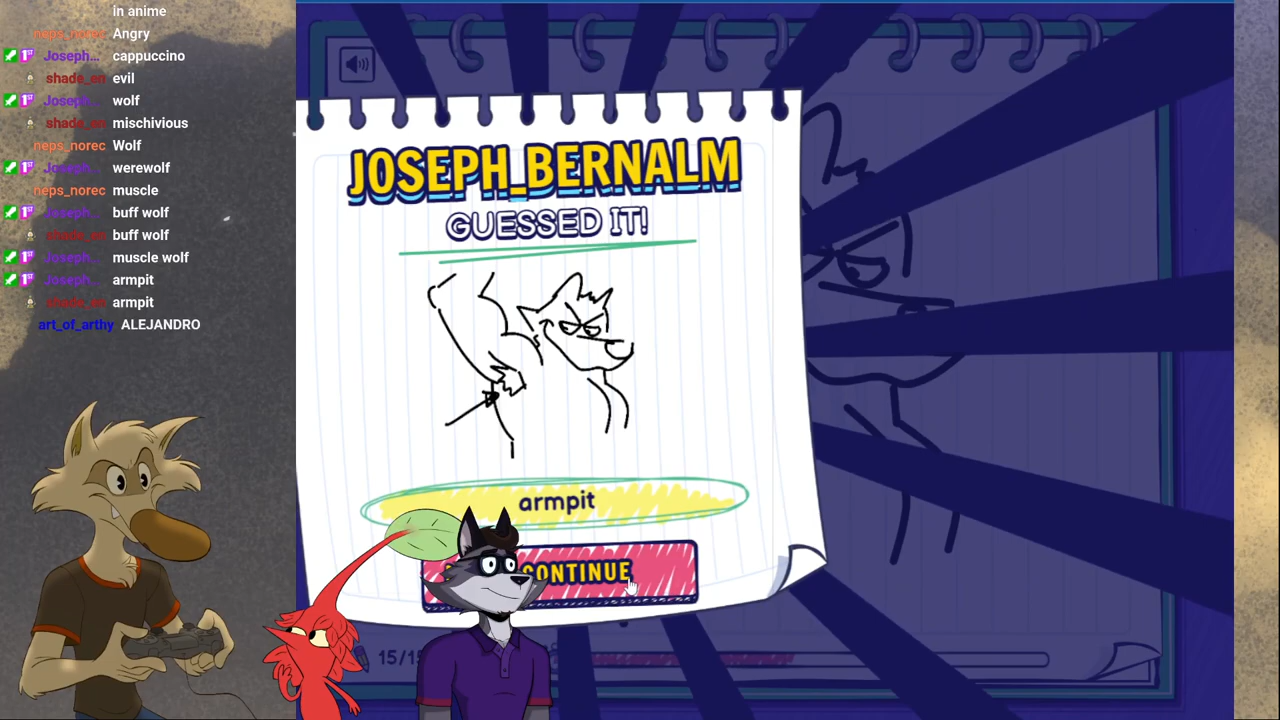 in anime
neps_norec Angry
Joseph... cappuccino
shade_en evil
Joseph... wolf
shade_en mischivious
neps_norec Wolf
Joseph... werewolf
neps_norec muscle
Joseph... buff wolf
shade_en buff wolf
Joseph... muscle wolf
Joseph... armpit
shade_en armpit
art_of_arthy ALEJANDRO
JOSEPH_BERNALM
GUESSED IT!
armpit
CONTINUE